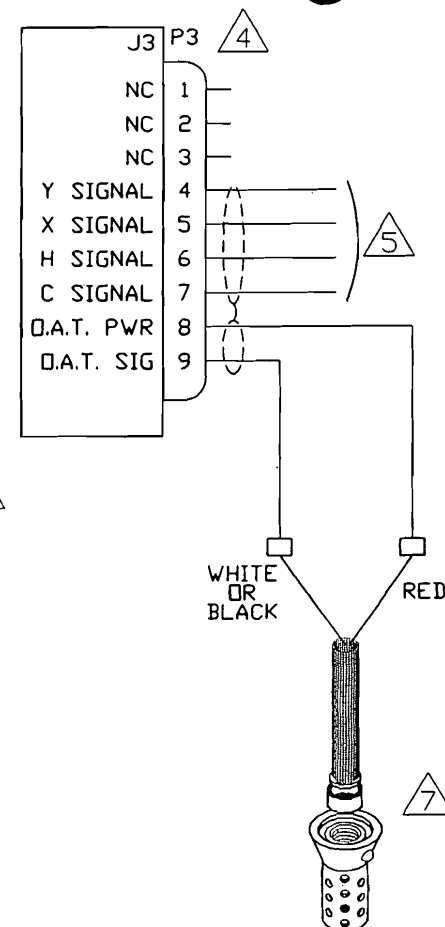 J3 P3 4
NC 1
NC 2
NC 3
Y SIGNAL 4
X SIGNAL 5
H SIGNAL 6
C SIGNAL 7
O.A.T. PWR 8
O.A.T. SIG 9
5
WHITE
OR
BLACK
RED
7